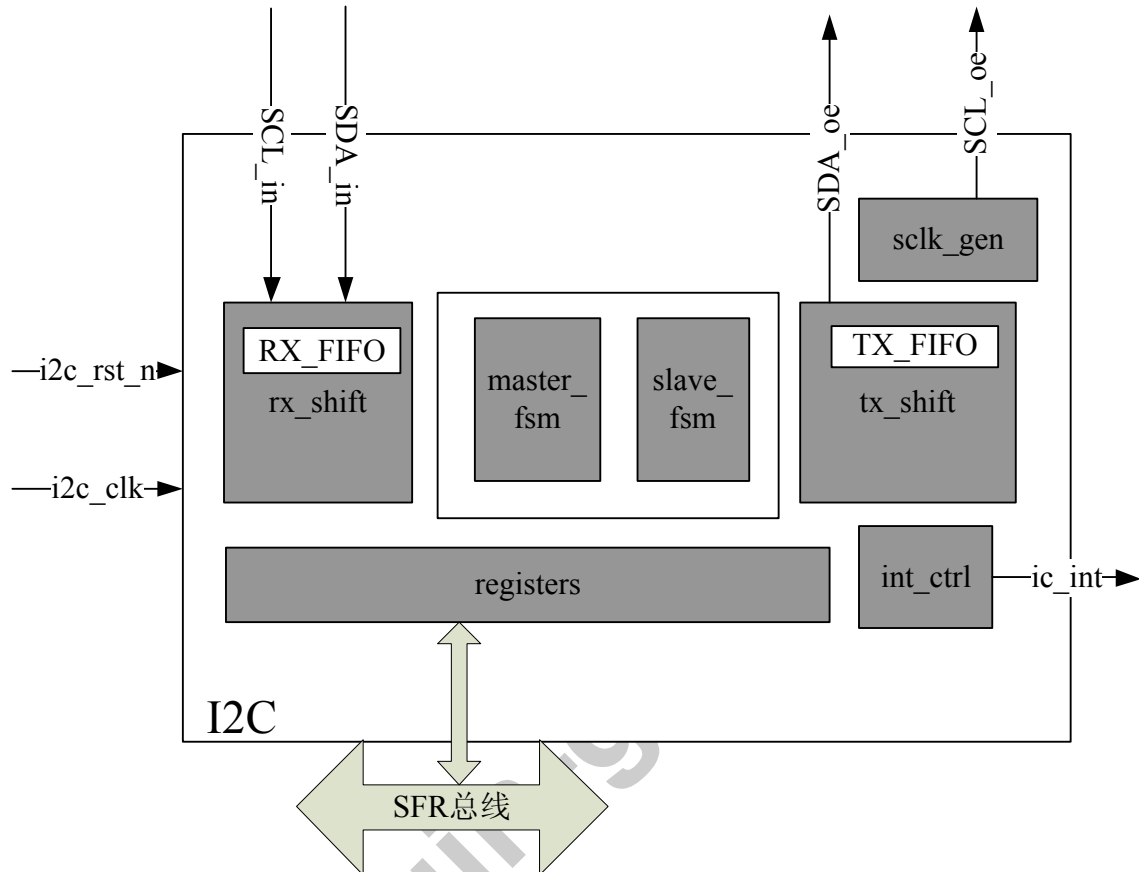 SCL_in
SDA_in
SDA_oe
SCL_oe
sclk_gen
RX_FIFO
rx_shift
master_
fsm
slave_
fsm
TX_FIFO
tx_shift
i2c_rst_n
i2c_clk
registers
int_ctrl
ic_int
I2C
SFR总线